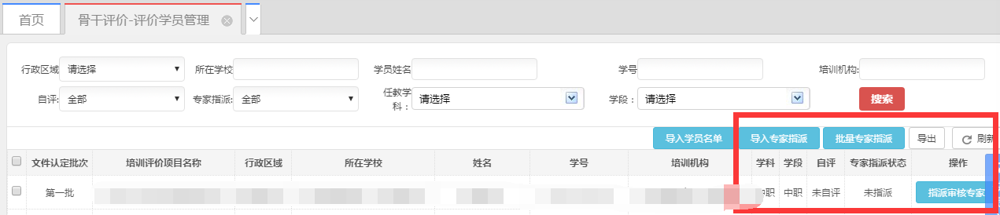 首页 骨干评价-评价学员管理
行政区域 请选择 所在学校 学员姓名 学号 培训机构:
自评: 全部 专家指派: 全部 任教学科： 请选择 学段： 请选择 搜索
导入学员名单 导入专家指派 批量专家指派 导出 刷新
文件认定批次 培训评价项目名称 行政区域 所在学校 姓名 学号 培训机构 学科 学段 自评 专家指派状态 操作
第一批 中职 中职 未自评 未指派 指派审核专家